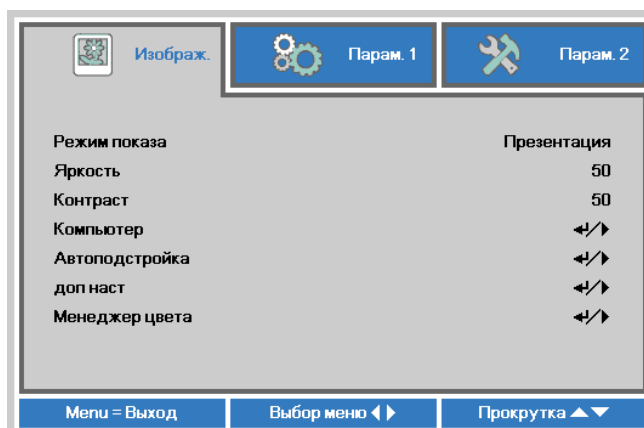 Изображ. Парам. 1 Парам. 2
Режим показа Презентация
Яркость 50
Контраст 50
Компьютер ↵/▶
Автоподстройка ↵/▶
доп наст ↵/▶
Менеджер цвета ↵/▶
Menu = Выход Выбор меню ◀▶ Прокрутка ▲▼